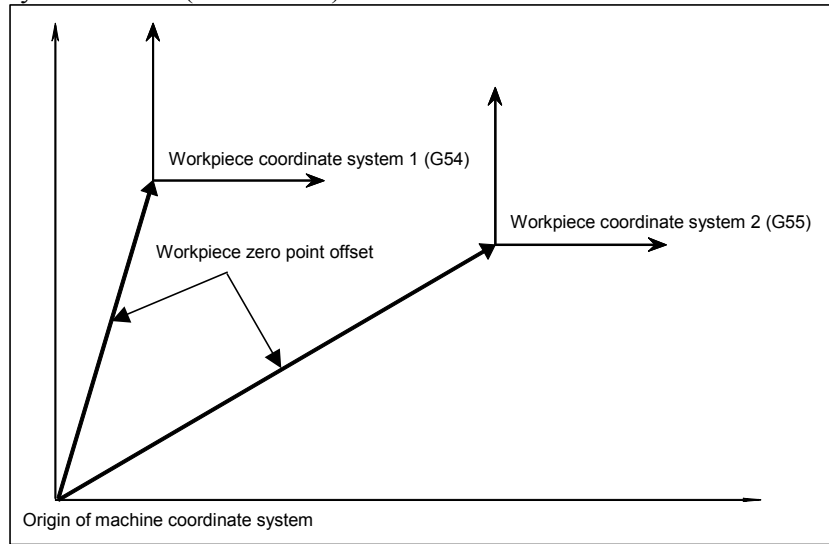 Workpiece coordinate system 1 (G54)
Workpiece coordinate system 2 (G55)
Workpiece zero point offset
Origin of machine coordinate system